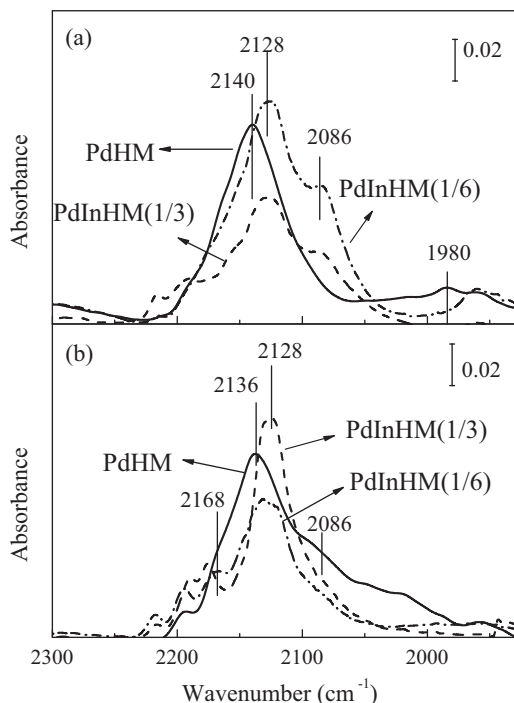 (a)
2128
0.02
2140
PdHM
2086
PdInHM(1/3)
PdInHM(1/6)
1980
Absorbance
(b)
2128
0.02
2136
PdInHM(1/3)
PdHM
PdInHM(1/6)
2168
2086
Absorbance
2300 2200 2100 2000
Wavenumber (cm⁻¹)